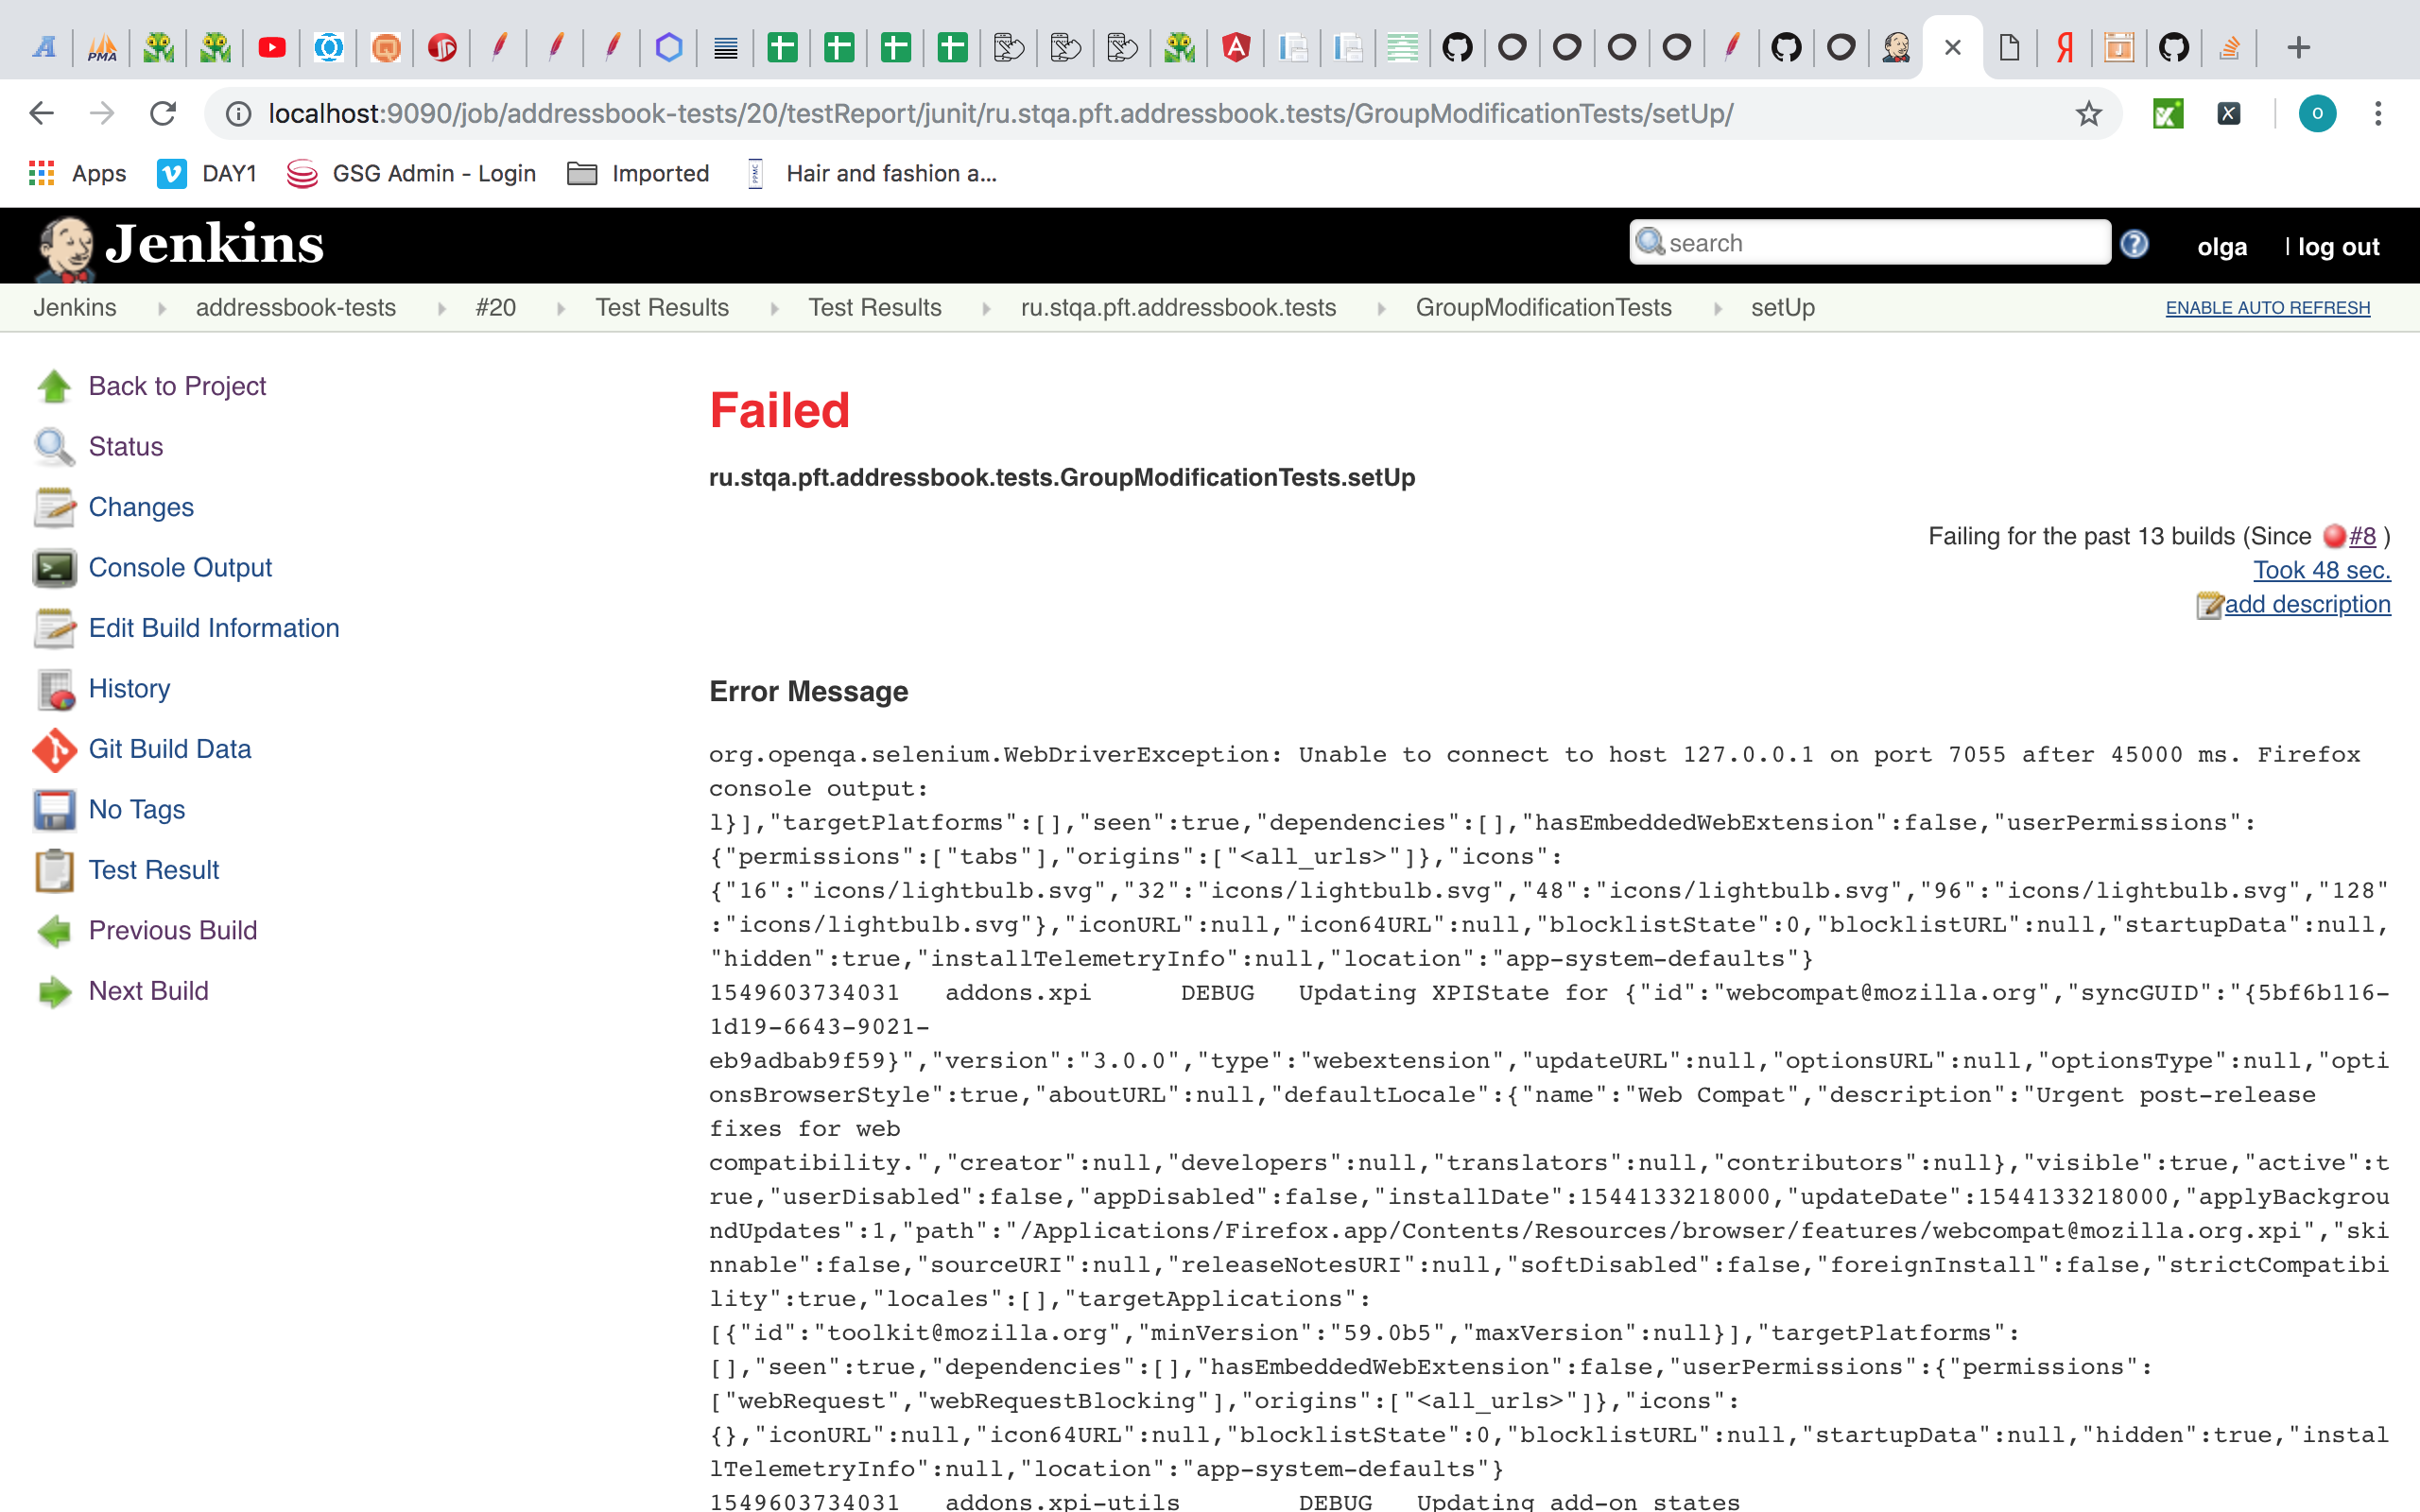 PMA
localhost:9090/job/addressbook-tests/20/testReport/junit/ru.stqa.pft.addressbook.tests/GroupModificationTests/setUp/
o
Apps
DAY1
GSG Admin - Login
Imported
PPMC
Hair and fashion a...
Jenkins
search
olga
| log out
Jenkins
addressbook-tests
#20
Test Results
Test Results
ru.stqa.pft.addressbook.tests
GroupModificationTests
setUp
ENABLE AUTO REFRESH
Back to Project
Status
Changes
Console Output
Edit Build Information
History
Git Build Data
No Tags
Test Result
Previous Build
Next Build
Failed
ru.stqa.pft.addressbook.tests.GroupModificationTests.setUp
Failing for the past 13 builds (Since #8 )
Took 48 sec.
add description
Error Message
org.openqa.selenium.WebDriverException: Unable to connect to host 127.0.0.1 on port 7055 after 45000 ms. Firefox
console output:
l}],"targetPlatforms":[],"seen":true,"dependencies":[],"hasEmbeddedWebExtension":false,"userPermissions":
{"permissions":["tabs"],"origins":["<all_urls>"]},"icons":
{"16":"icons/lightbulb.svg","32":"icons/lightbulb.svg","48":"icons/lightbulb.svg","96":"icons/lightbulb.svg","128"
:"icons/lightbulb.svg"},"iconURL":null,"icon64URL":null,"blocklistState":0,"blocklistURL":null,"startupData":null,
"hidden":true,"installTelemetryInfo":null,"location":"app-system-defaults"}
1549603734031 addons.xpi DEBUG Updating XPIState for {"id":"webcompat@mozilla.org","syncGUID":"{5bf6b116-
1d19-6643-9021-
eb9adbab9f59}","version":"3.0.0","type":"webextension","updateURL":null,"optionsURL":null,"optionsType":null,"opti
onsBrowserStyle":true,"aboutURL":null,"defaultLocale":{"name":"Web Compat","description":"Urgent post-release
fixes for web
compatibility.","creator":null,"developers":null,"translators":null,"contributors":null},"visible":true,"active":t
rue,"userDisabled":false,"appDisabled":false,"installDate":1544133218000,"updateDate":1544133218000,"applyBackgrou
ndUpdates":1,"path":"/Applications/Firefox.app/Contents/Resources/browser/features/webcompat@mozilla.org.xpi","ski
nnable":false,"sourceURI":null,"releaseNotesURI":null,"softDisabled":false,"foreignInstall":false,"strictCompatibi
lity":true,"locales":[],"targetApplications":
[{"id":"toolkit@mozilla.org","minVersion":"59.0b5","maxVersion":null}],"targetPlatforms":
[],"seen":true,"dependencies":[],"hasEmbeddedWebExtension":false,"userPermissions":{"permissions":
["webRequest","webRequestBlocking"],"origins":["<all_urls>"]},"icons":
{},"iconURL":null,"icon64URL":null,"blocklistState":0,"blocklistURL":null,"startupData":null,"hidden":true,"instal
lTelemetryInfo":null,"location":"app-system-defaults"}
1549603734031 addons.xpi-utils DEBUG Updating add-on states